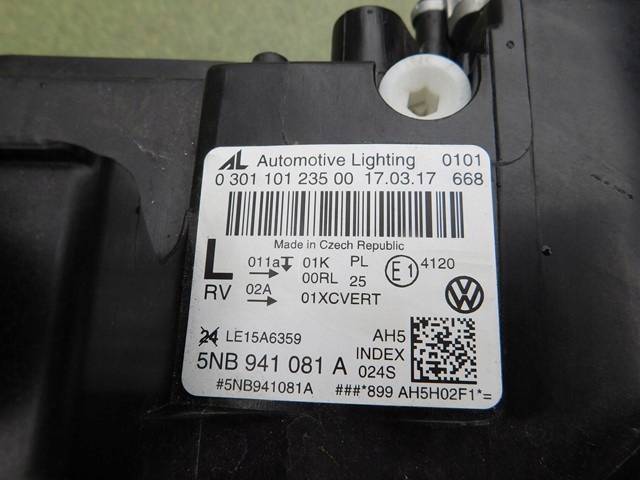 AL Automotive Lighting 0101
0 301 101 235 00 17.03.17 668
Made in Czech Republic
L 011a 01K PL E1 4120
00RL 25
RV 02A 01XCVERT
24 LE15A6359 AH5
5NB 941 081 A INDEX
024S
#5NB941081A ###*899 AH5H02F1*=